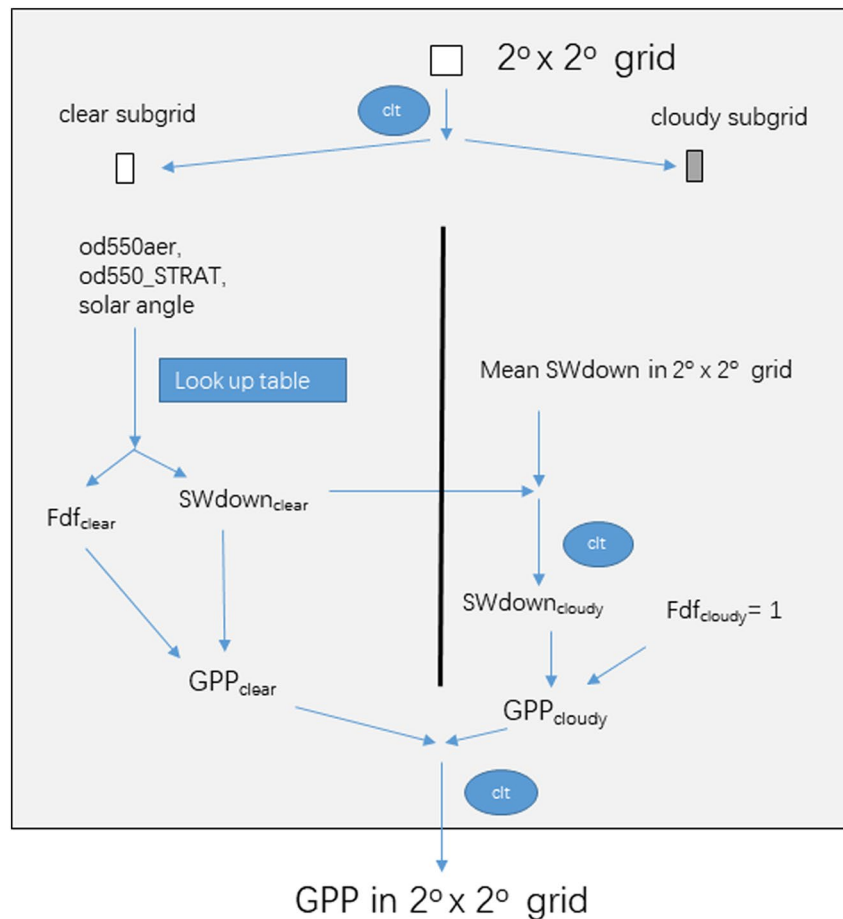 2° x 2° grid
clt
clear subgrid
cloudy subgrid
od550aer,
od550_STRAT,
solar angle
Look up table
Mean SWdown in 2° x 2° grid
SWdownclear
Fdfclear
clt
SWdowncloudy
Fdfcloudy= 1
GPPclear
GPPcloudy
clt
GPP in 2° x 2° grid